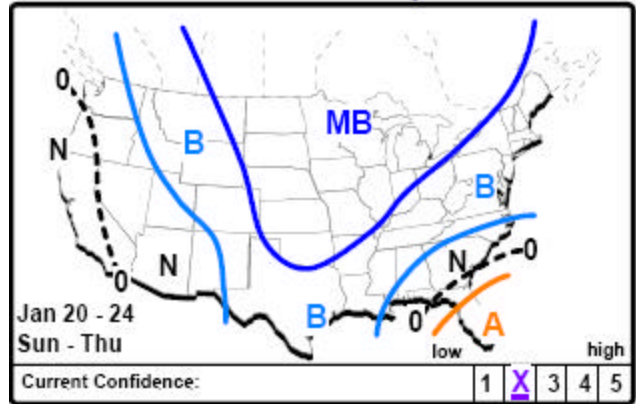 0
MB
B
N
B
0
N
N
0
Jan 20 - 24
B
0
A
Sun - Thu
low
high
Current Confidence:
1
X
3
4
5